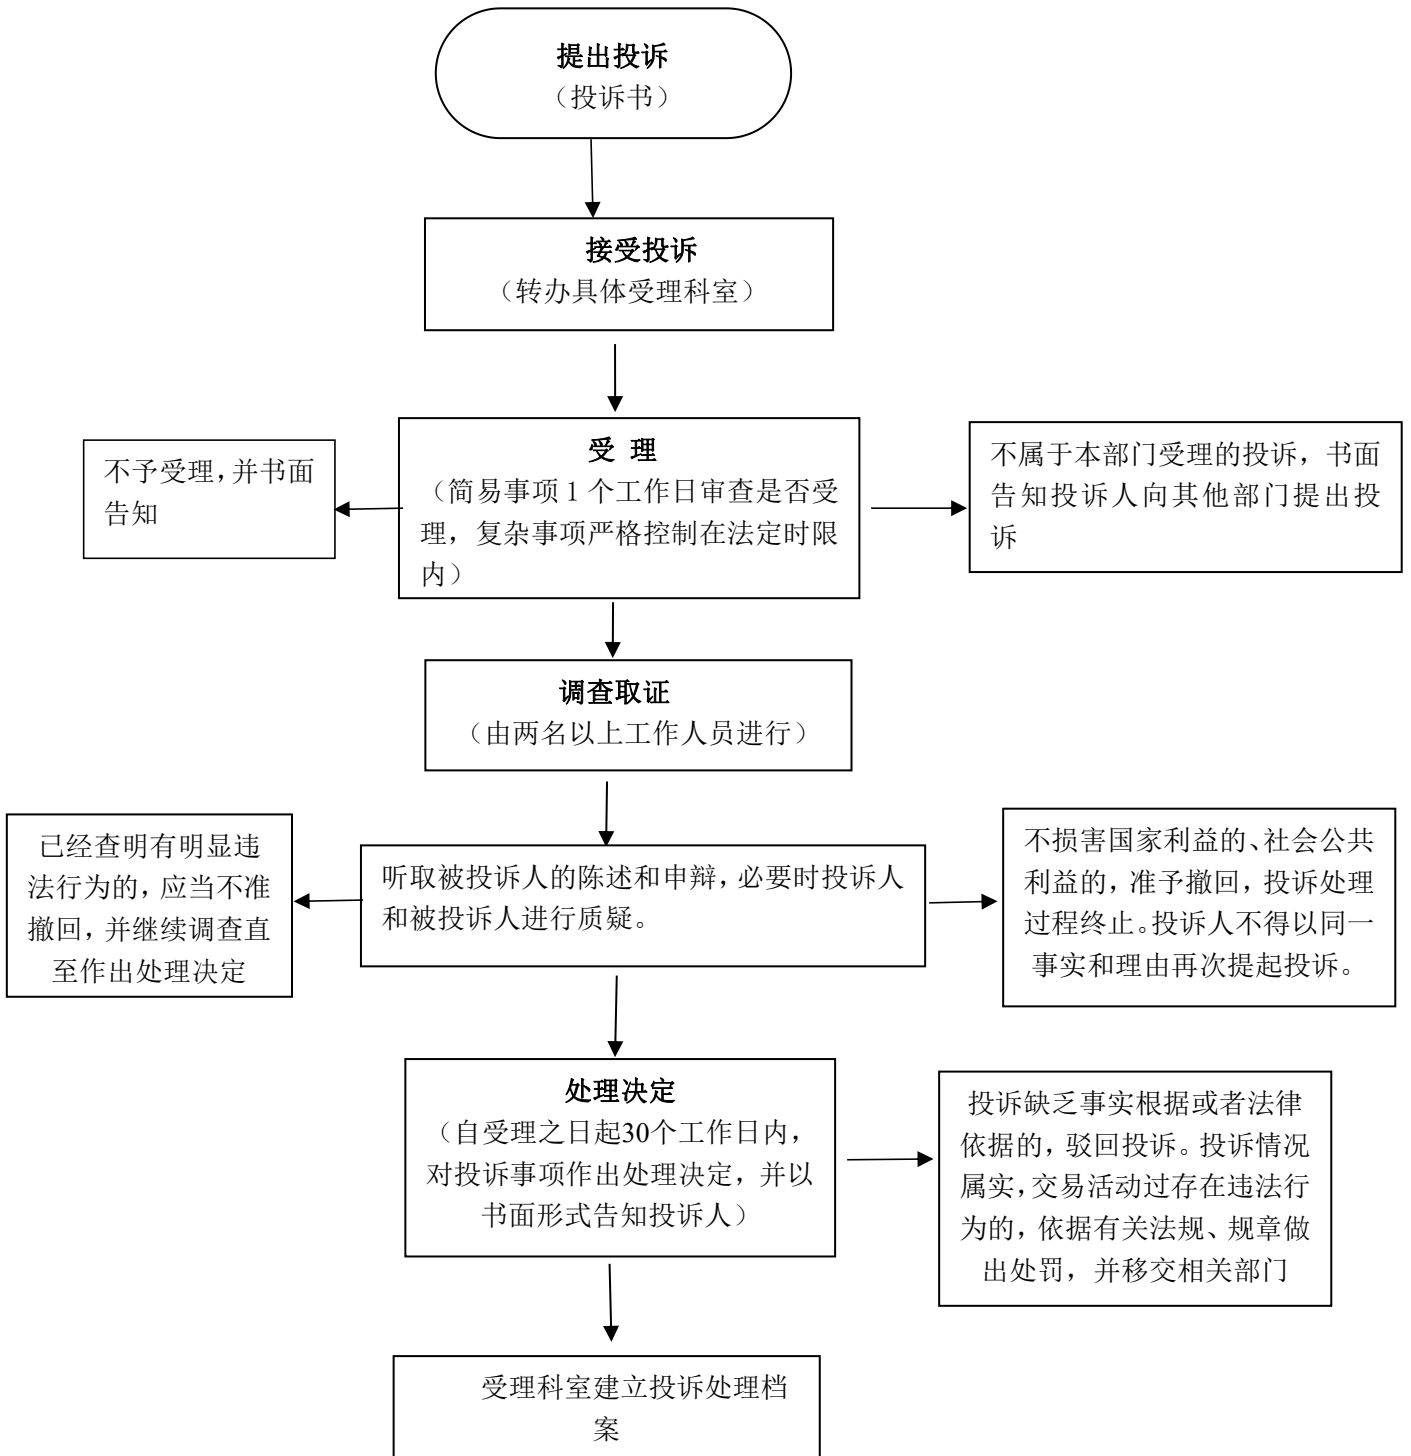 提出投诉
（投诉书）
接受投诉
（转办具体受理科室）
受 理
（简易事项 1 个工作日审查是否受
理，复杂事项严格控制在法定时限
内）
不予受理，并书面
告知
不属于本部门受理的投诉，书面
告知投诉人向其他部门提出投
诉
调查取证
（由两名以上工作人员进行）
听取被投诉人的陈述和申辩，必要时投诉人
和被投诉人进行质疑。
已经查明有明显违
法行为的，应当不准
撤回，并继续调查直
至作出处理决定
不损害国家利益的、社会公共
利益的，准予撤回，投诉处理
过程终止。投诉人不得以同一
事实和理由再次提起投诉。
处理决定
（自受理之日起30个工作日内，
对投诉事项作出处理决定，并以
书面形式告知投诉人）
投诉缺乏事实根据或者法律
依据的，驳回投诉。投诉情况
属实，交易活动过存在违法行
为的，依据有关法规、规章做
出处罚，并移交相关部门
受理科室建立投诉处理档
案